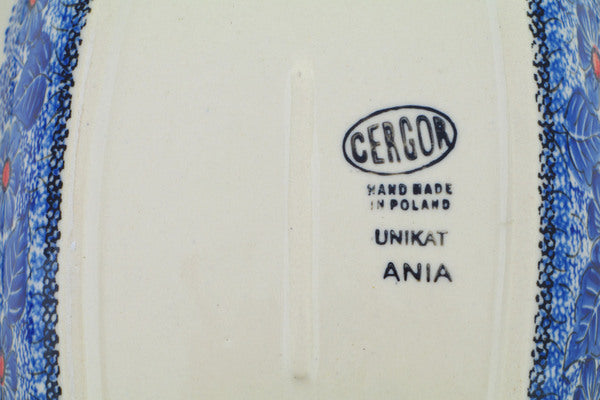 CERGOR
HAND MADE
IN POLAND
UNIKAT
ANIA